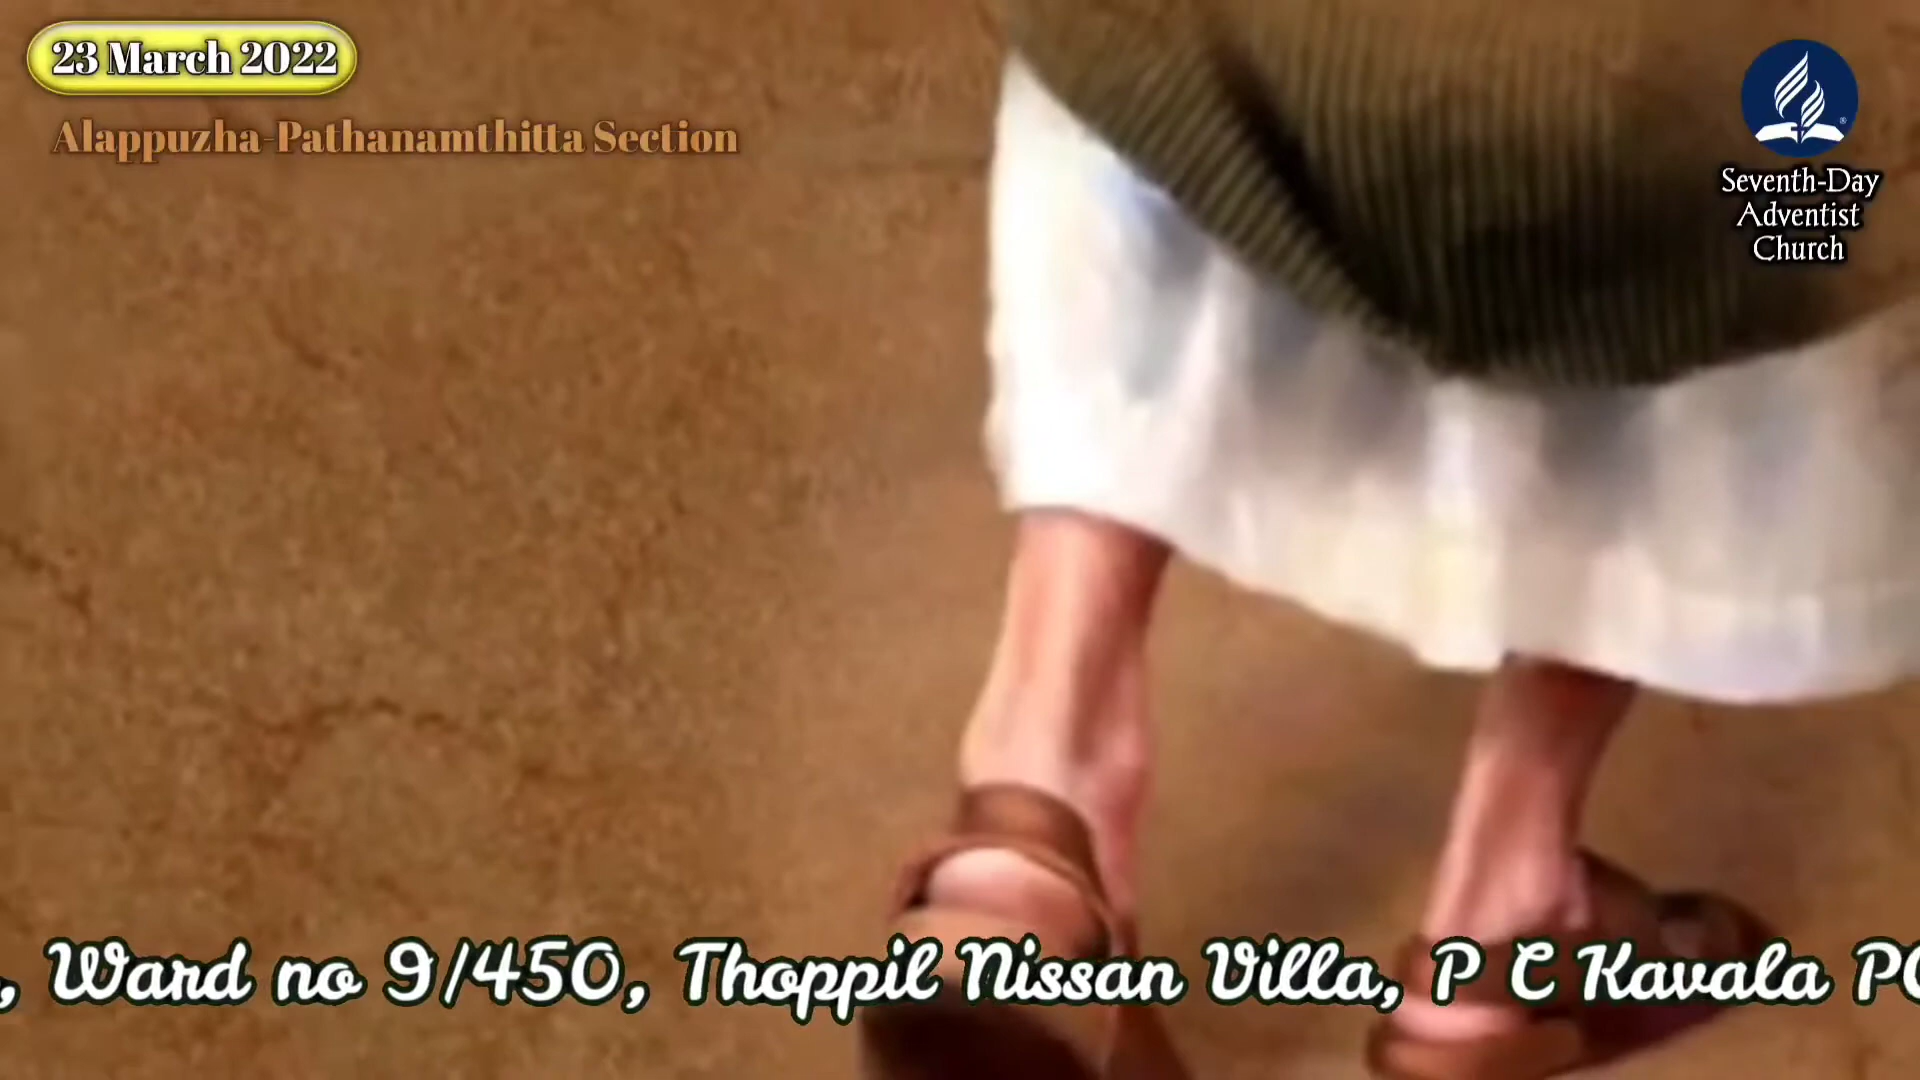 23 March 2022
Alappuzha-Pathanamthitta Section
Seventh-Day
Adventist
Church
, Ward no 9/450, Thoppil Nissan Villa, P C Kavala